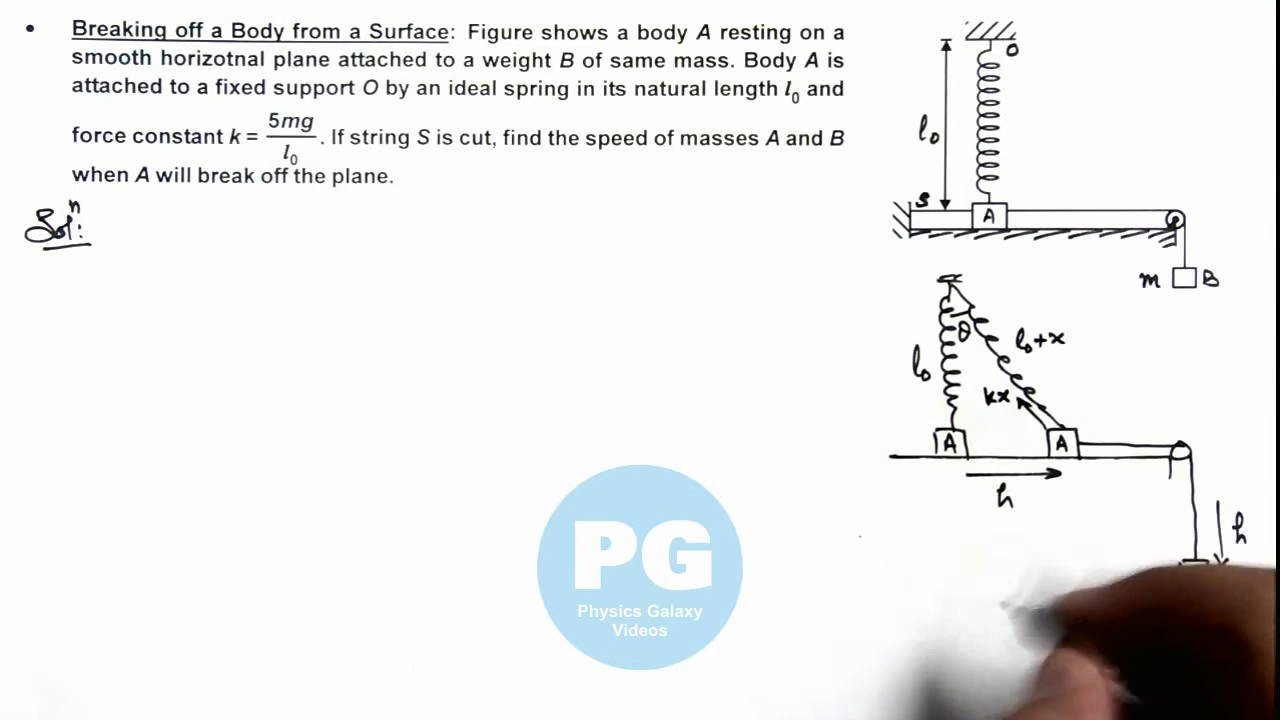 • Breaking off a Body from a Surface: Figure shows a body A resting on a
smooth horizotnal plane attached to a weight B of same mass. Body A is
attached to a fixed support O by an ideal spring in its natural length l₀ and
force constant k = 5mg/l₀. If string S is cut, find the speed of masses A and B
when A will break off the plane.
Solⁿ:
O
l₀
S
A
m B
θ
l₀
l₀+x
kx
A
A
h
h
PG
Physics Galaxy
Videos